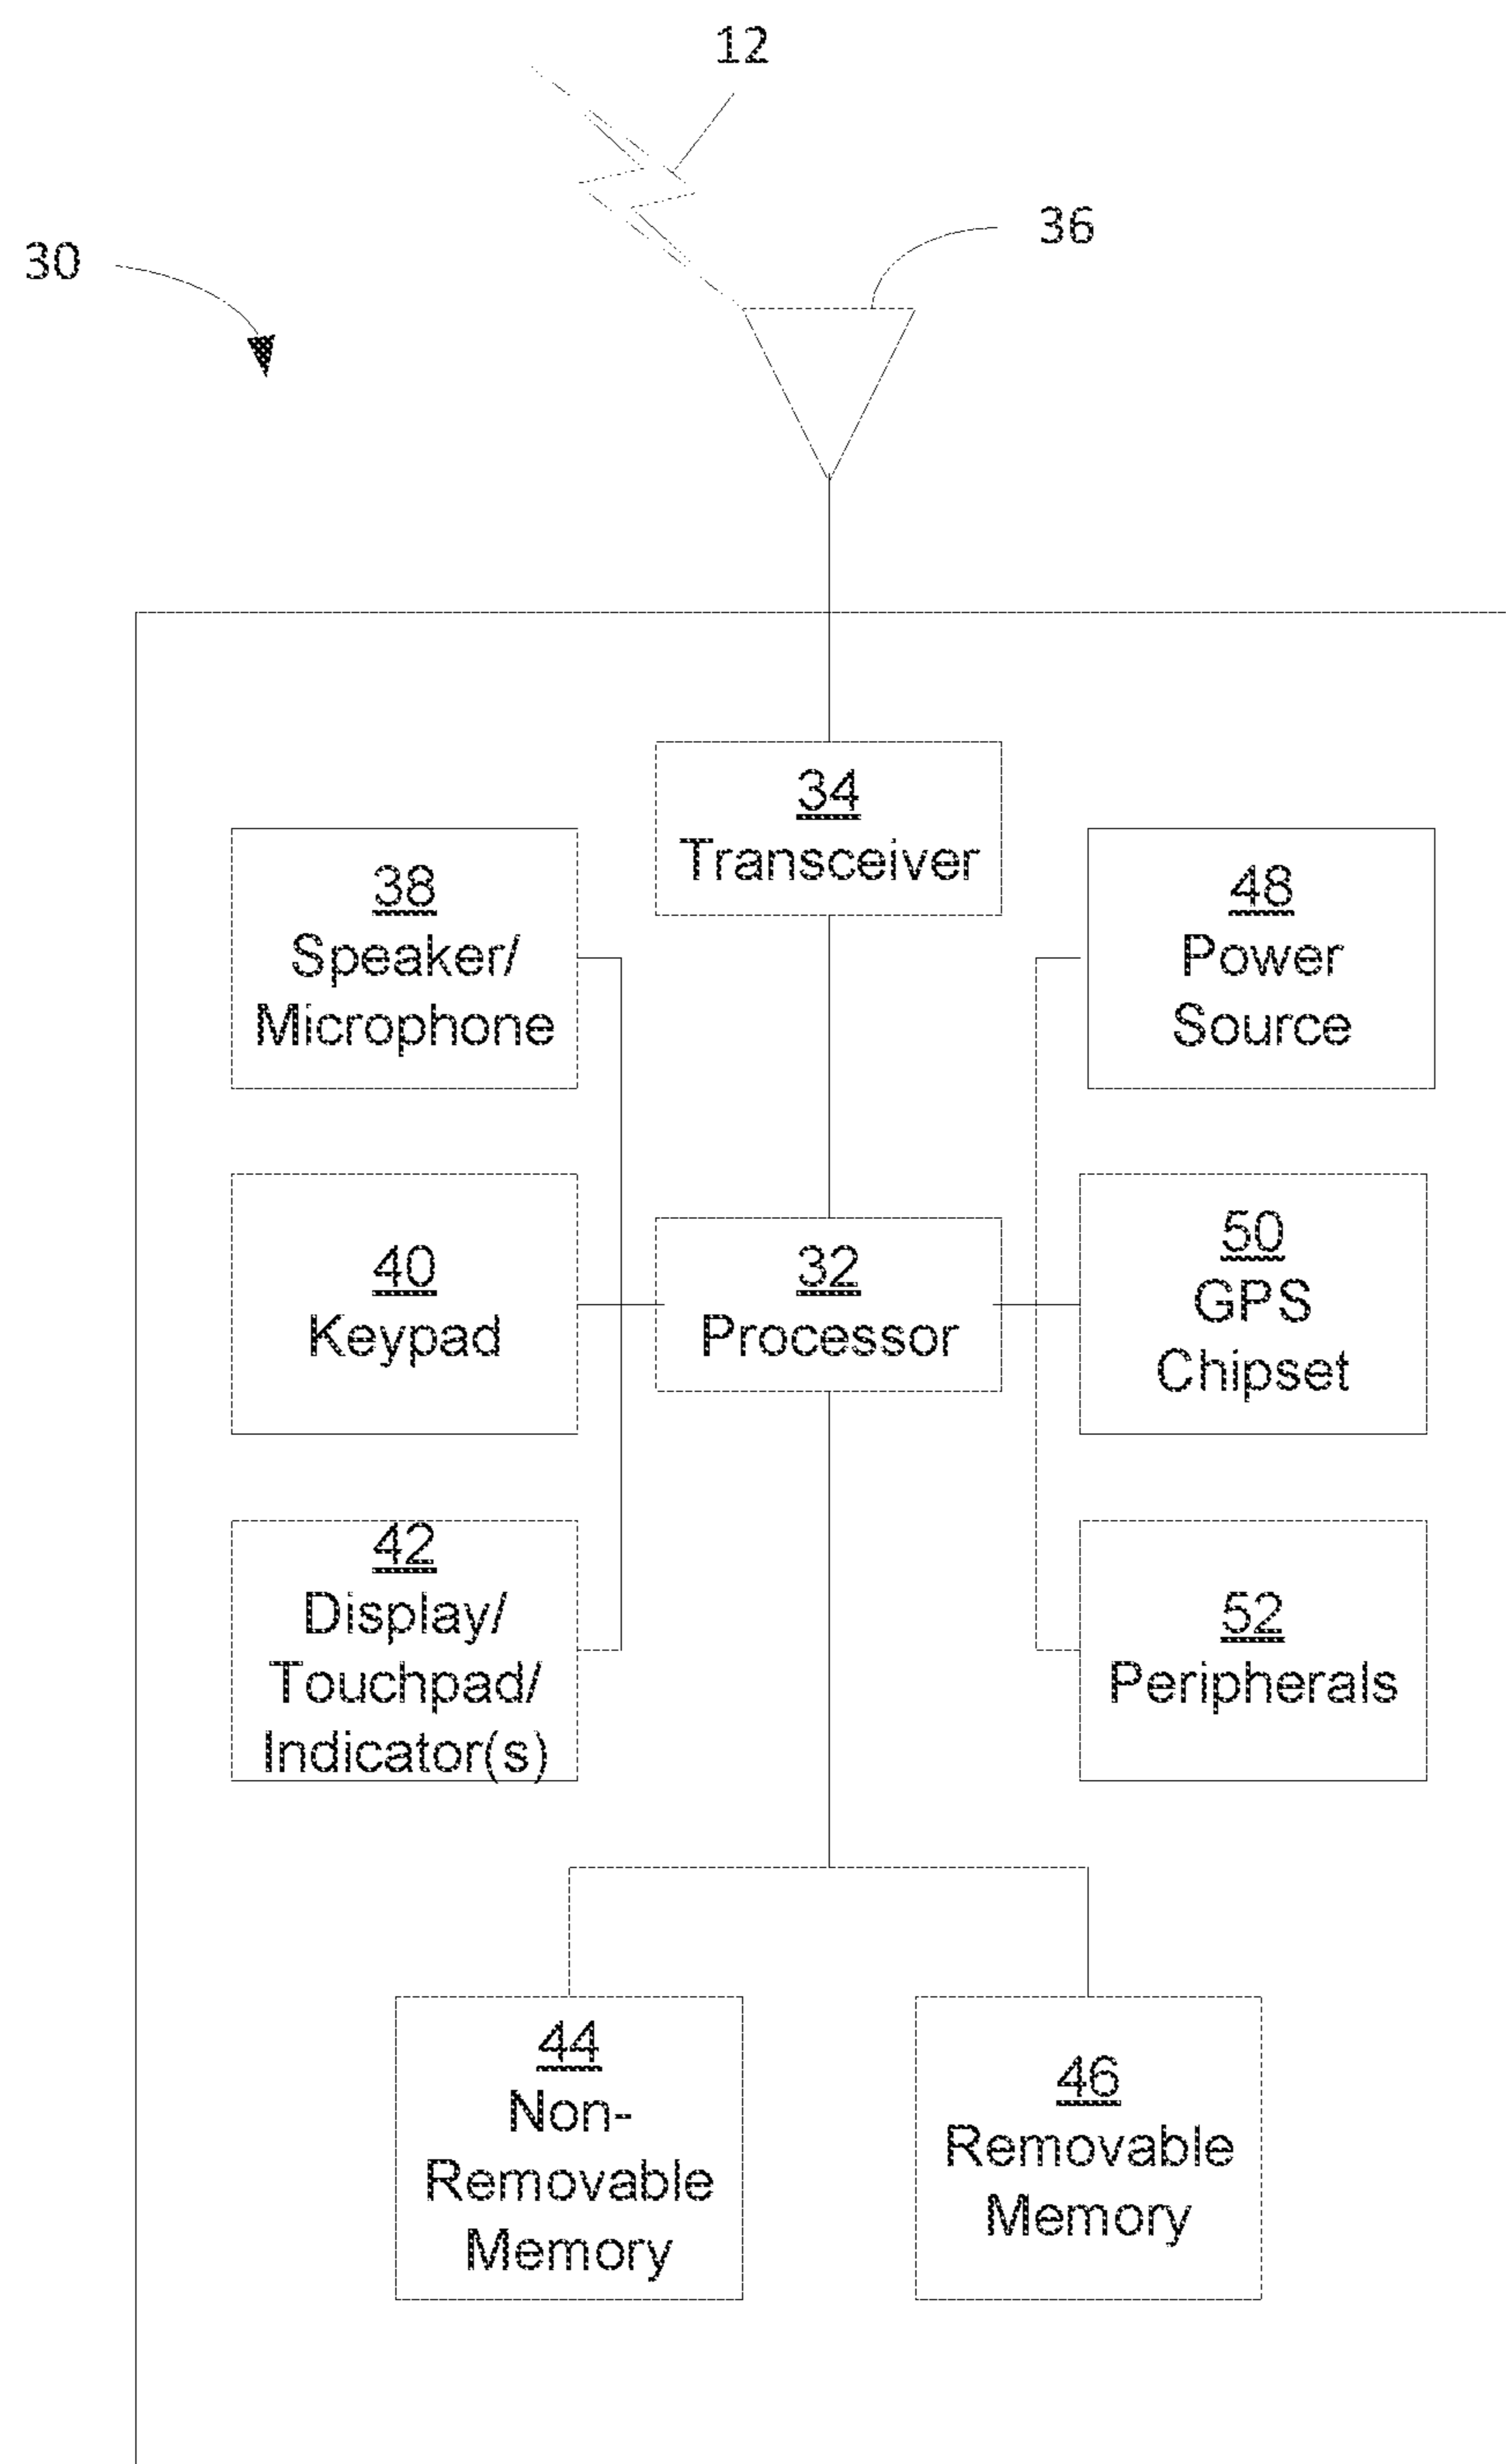 12
36
30
34
Transceiver
38
Speaker/
Microphone
48
Power
Source
40
Keypad
32
Processor
50
GPS
Chipset
42
Display/
Touchpad/
Indicator(s)
52
Peripherals
44
Non-
Removable
Memory
46
Removable
Memory